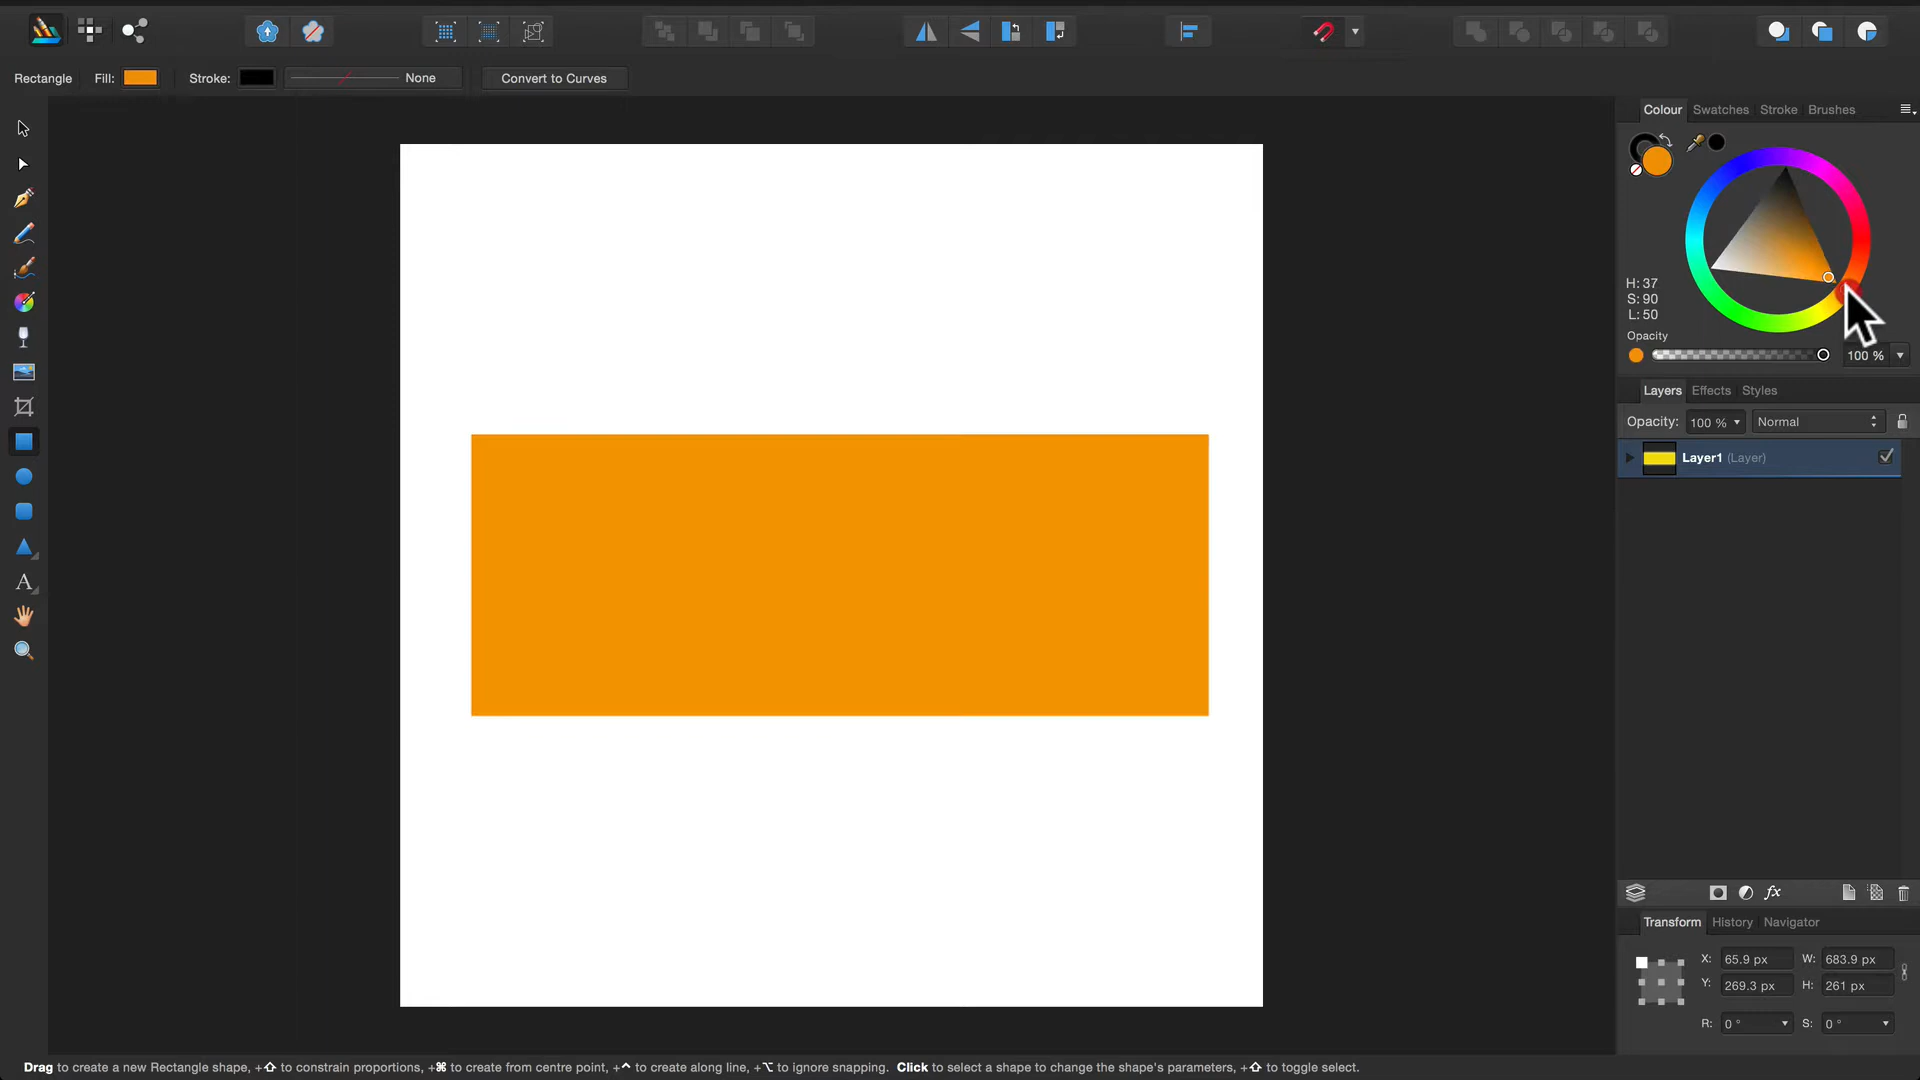 Rectangle Fill: Stroke: None Convert to Curves
Colour Swatches Stroke Brushes
H: 37
S: 90
L: 50
Opacity
100 %
Layers Effects Styles
Opacity: 100 % Normal
Layer1 (Layer)
fx
Transform History Navigator
X: 65.9 px W: 683.9 px
Y: 269.3 px H: 261 px
R: 0 ° S: 0 °
A
Drag to create a new Rectangle shape, +⇧ to constrain proportions, +⌘ to create from centre point, +⌃ to create along line, +⌥ to ignore snapping. Click to select a shape to change the shape's parameters, +⇧ to toggle select.